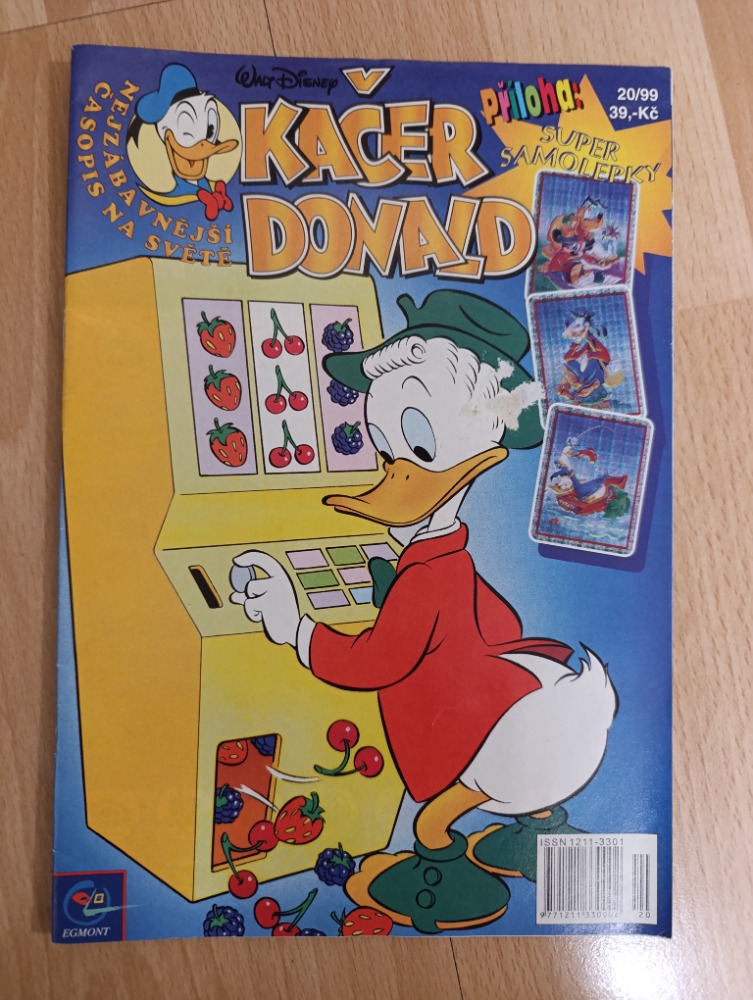 NEJZÁBAVNĚJŠÍ
ČASOPIS NA SVĚTĚ
WALT DISNEY
KAČER
DONALD
příloha:
20/99
39,-Kč
SUPER
SAMOLEPKY
ISSN 1211-3301
20
EGMONT